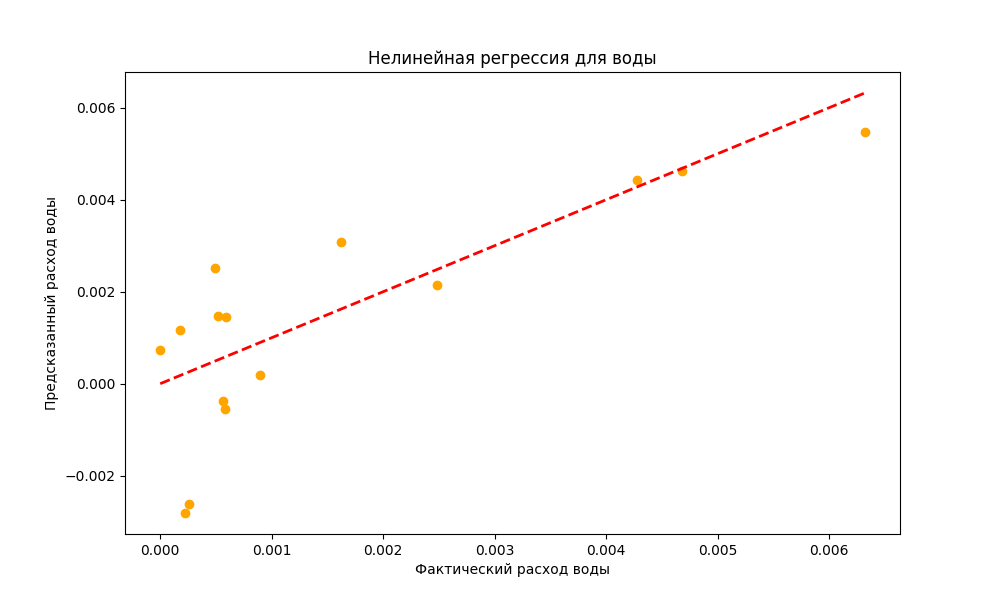 Нелинейная регрессия для воды
Предсказанный расход воды
0.006
0.004
0.002
0.000
−0.002
0.000 0.001 0.002 0.003 0.004 0.005 0.006
Фактический расход воды